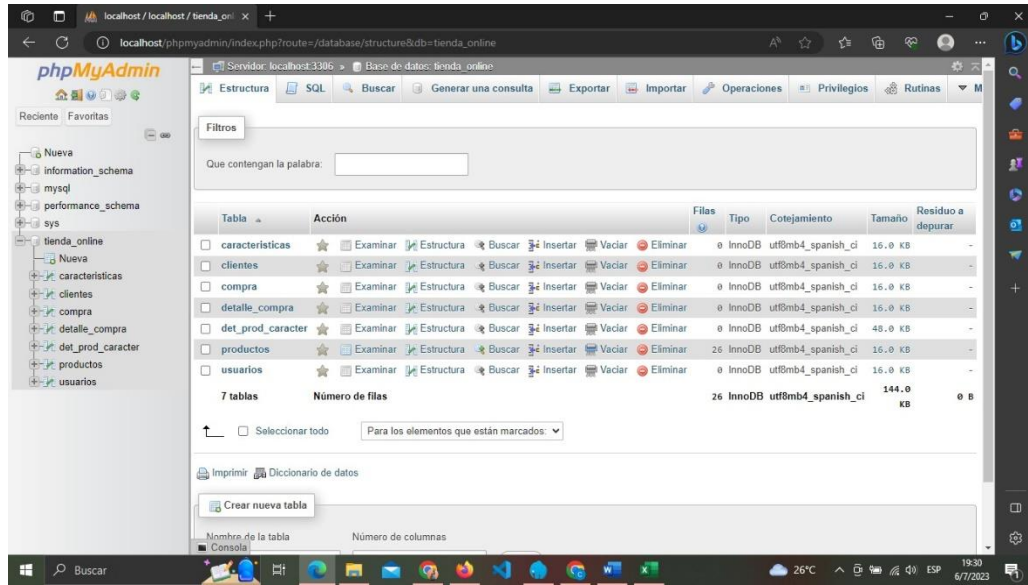 localhost / localhost / tienda_onl
localhost/phpmyadmin/index.php?route=/database/structure&db=tienda_online
phpMyAdmin
Reciente Favoritas
Nueva
information_schema
mysql
performance_schema
sys
tienda_online
Nueva
caracteristicas
clientes
compra
detalle_compra
det_prod_caracter
productos
usuarios
Servidor: localhost:3306 » Base de datos: tienda_online
Estructura SQL Buscar Generar una consulta Exportar Importar Operaciones Privilegios Rutinas M
Filtros
Que contengan la palabra:
Tabla Acción Filas Tipo Cotejamiento Tamaño Residuo a depurar
caracteristicas Examinar Estructura Buscar Insertar Vaciar Eliminar 0 InnoDB utf8mb4_spanish_ci 16.0 KB -
clientes Examinar Estructura Buscar Insertar Vaciar Eliminar 0 InnoDB utf8mb4_spanish_ci 16.0 KB -
compra Examinar Estructura Buscar Insertar Vaciar Eliminar 0 InnoDB utf8mb4_spanish_ci 16.0 KB -
detalle_compra Examinar Estructura Buscar Insertar Vaciar Eliminar 0 InnoDB utf8mb4_spanish_ci 16.0 KB -
det_prod_caracter Examinar Estructura Buscar Insertar Vaciar Eliminar 0 InnoDB utf8mb4_spanish_ci 48.0 KB -
productos Examinar Estructura Buscar Insertar Vaciar Eliminar 26 InnoDB utf8mb4_spanish_ci 16.0 KB -
usuarios Examinar Estructura Buscar Insertar Vaciar Eliminar 0 InnoDB utf8mb4_spanish_ci 16.0 KB -
7 tablas Número de filas 26 InnoDB utf8mb4_spanish_ci 144.0 KB 0 B
Seleccionar todo Para los elementos que están marcados:
Imprimir Diccionario de datos
Crear nueva tabla
Nombre de la tabla Número de columnas
Consola
Buscar
26°C ESP 19:30
6/7/2023